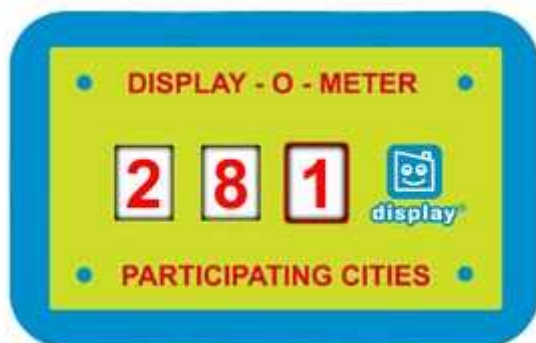 DISPLAY - O - METER
2 8 1
display®
PARTICIPATING CITIES